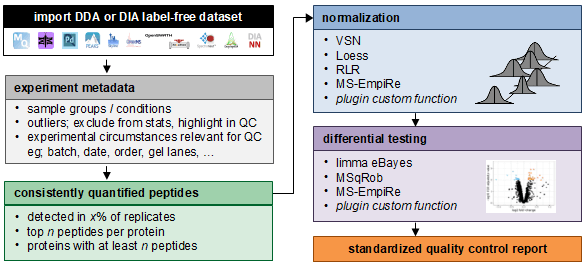 import DDA or DIA label-free dataset
MQ
Pd
PEAKS
DIA
NN
experiment metadata
• sample groups / conditions
• outliers; exclude from stats, highlight in QC
• experimental circumstances relevant for QC
eg; batch, date, order, gel lanes, ...
consistently quantified peptides
• detected in x% of replicates
• top n peptides per protein
• proteins with at least n peptides
normalization
• VSN
• Loess
• RLR
• MS-EmpiRe
• plugin custom function
differential testing
• limma eBayes
• MSqRob
• MS-EmpiRe
• plugin custom function
standardized quality control report